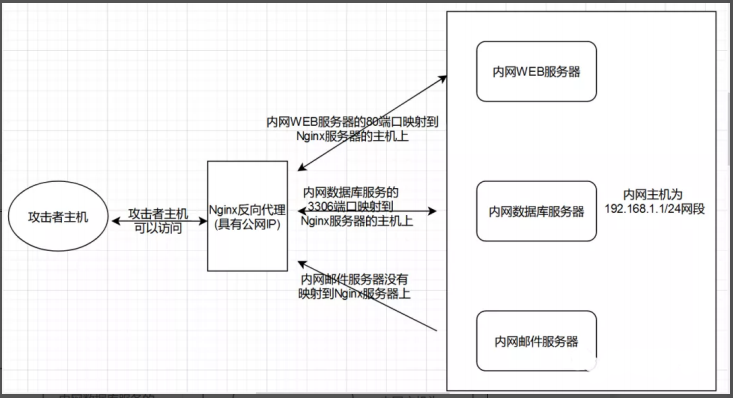 内网WEB服务器
内网WEB服务器的80端口映射到
Nginx服务器的主机上
攻击者主机
攻击者主机
可以访问
Nginx反向代理
(具有公网IP)
内网数据库服务的
3306端口映射到
Nginx服务器的主机上
内网数据库服务器
内网主机为
192.168.1.1/24网段
内网邮件服务器没有
映射到Nginx服务器上
内网邮件服务器